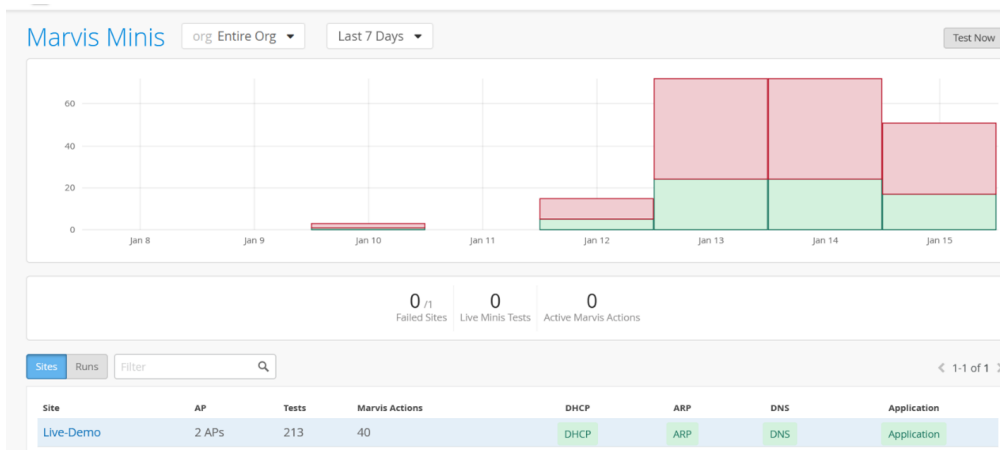 Marvis Minis org Entire Org Last 7 Days Test Now
60
40
20
0
Jan 8 Jan 9 Jan 10 Jan 11 Jan 12 Jan 13 Jan 14 Jan 15
0 /1 0 0
Failed Sites Live Minis Tests Active Marvis Actions
Sites Runs Filter < 1-1 of 1 >
Site AP Tests Marvis Actions DHCP ARP DNS Application
Live-Demo 2 APs 213 40 DHCP ARP DNS Application